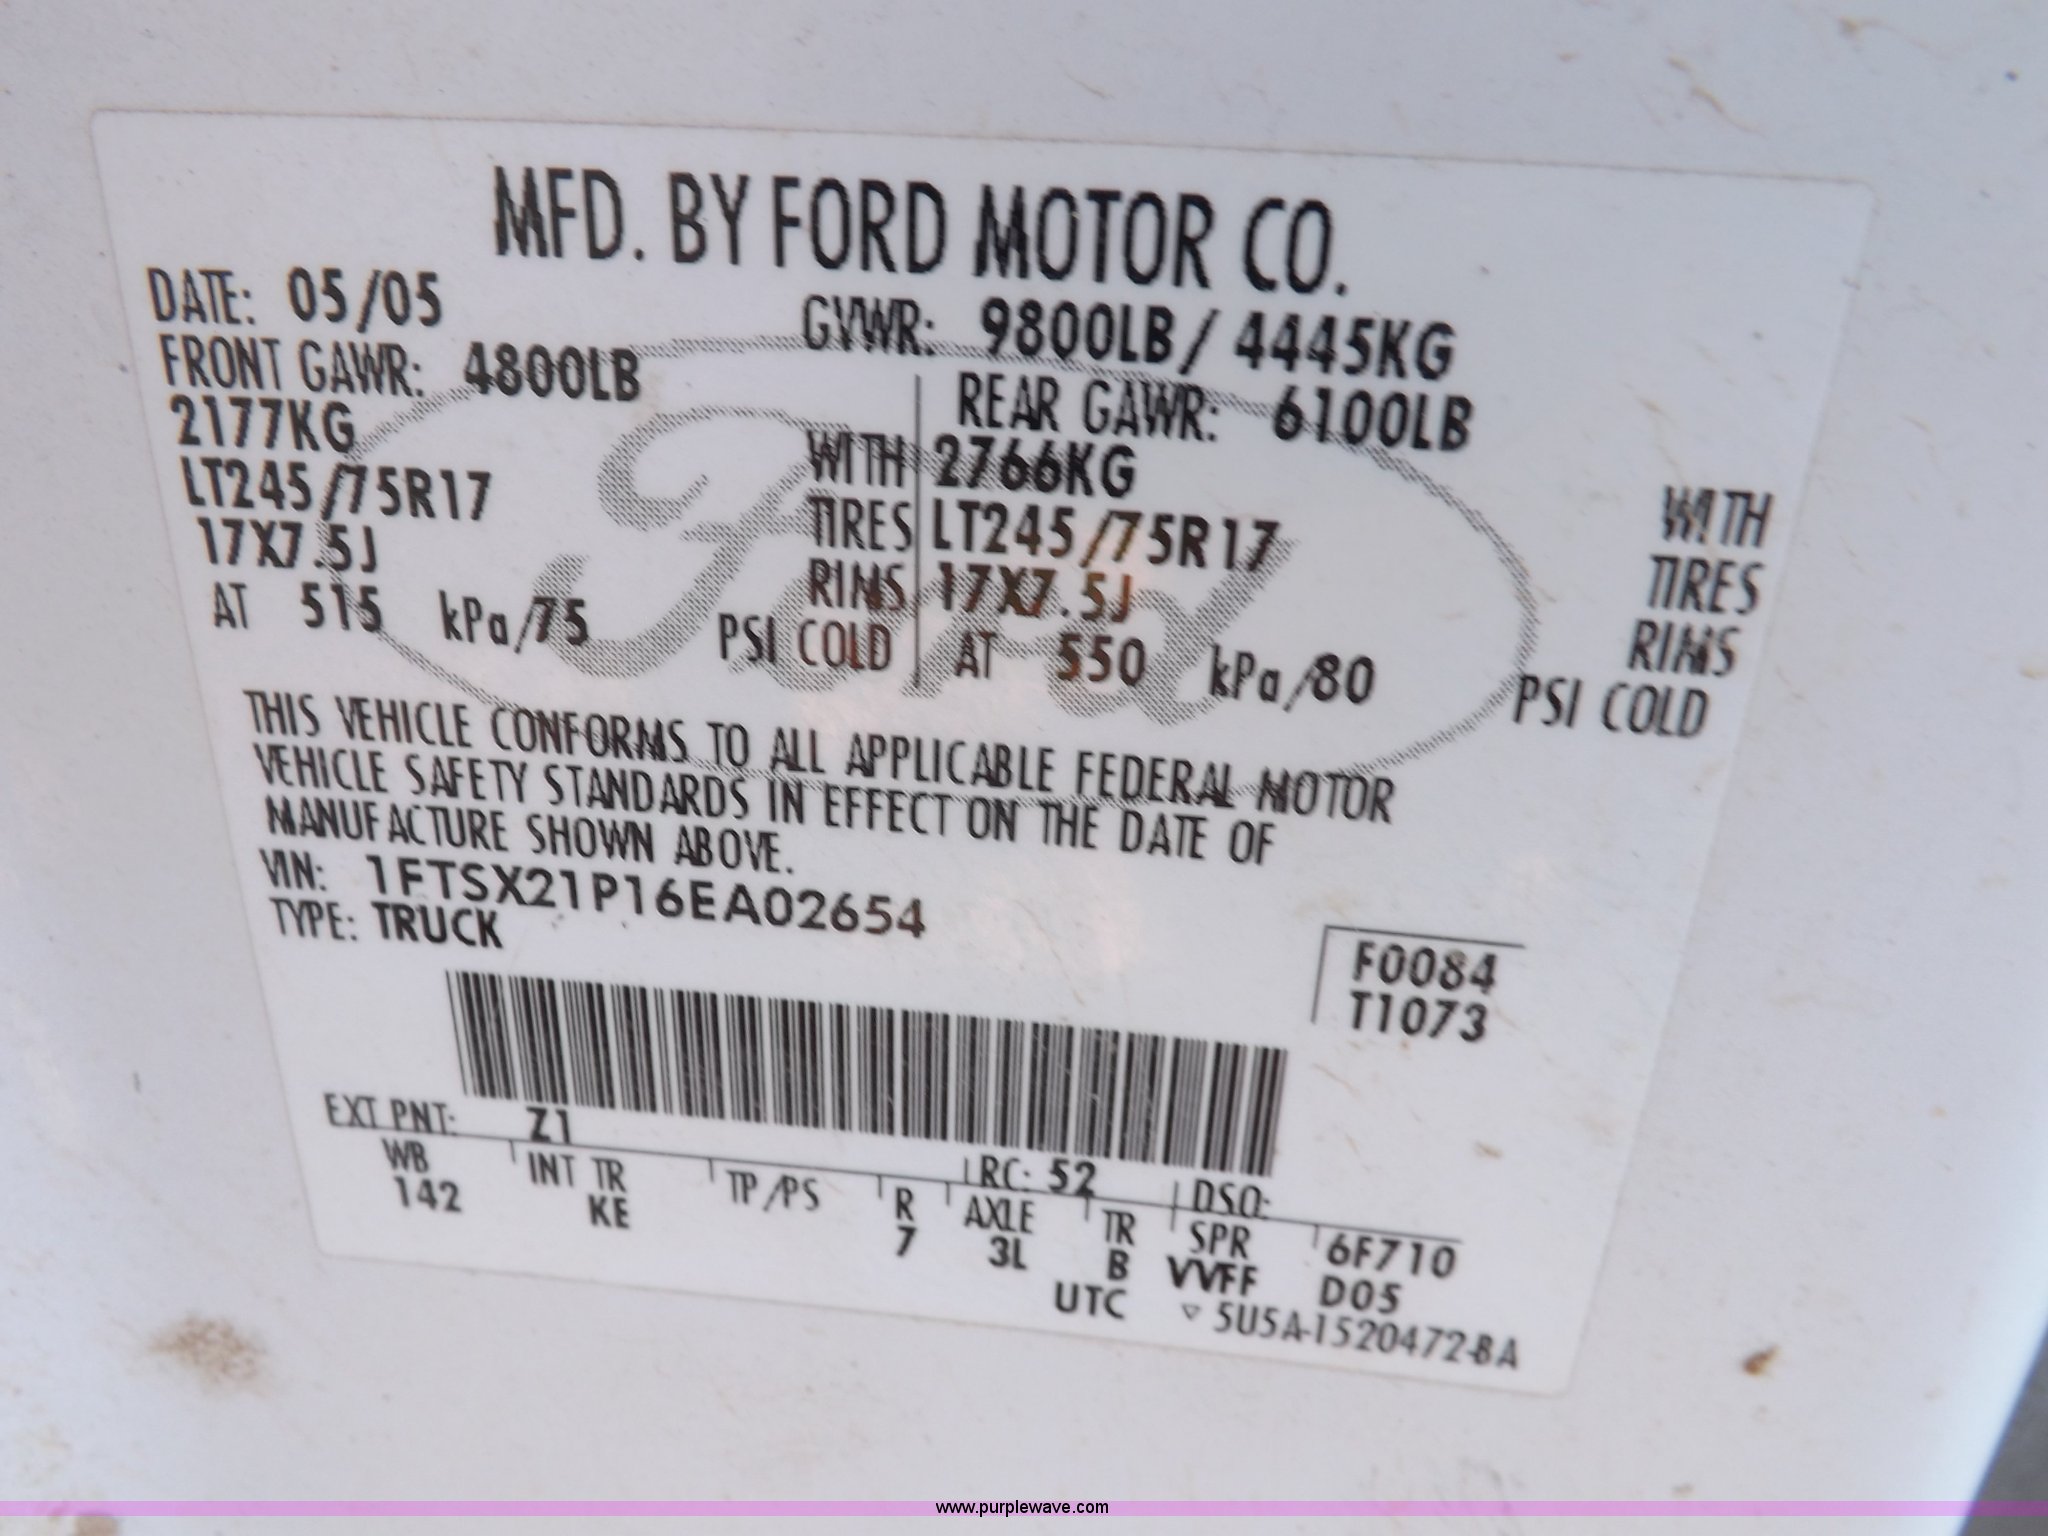 MFD. BY FORD MOTOR CO.
DATE: 05/05 GVWR: 9800LB/ 4445KG
FRONT GAWR: 4800LB REAR GAWR: 6100LB
2177KG WITH 2766KG WITH
LT245/75R17 TIRES LT245/75R17 TIRES
17X7.5J RIMS 17X7.5J RIMS
AT 515 kPa/75 PSI COLD AT 550 kPa/80 PSI COLD
Ford
THIS VEHICLE CONFORMS TO ALL APPLICABLE FEDERAL MOTOR
VEHICLE SAFETY STANDARDS IN EFFECT ON THE DATE OF
MANUFACTURE SHOWN ABOVE.
VIN: 1FTSX21P16EA02654
TYPE: TRUCK
F0084
T1073
EXT PNT: Z1 RC: 52 DSO:
WB INT TR TP/PS R AXLE TR SPR 6F710
142 KE 7 3L B VVFF D05
UTC ▽ 5U5A-1520472-BA
www.purplewave.com